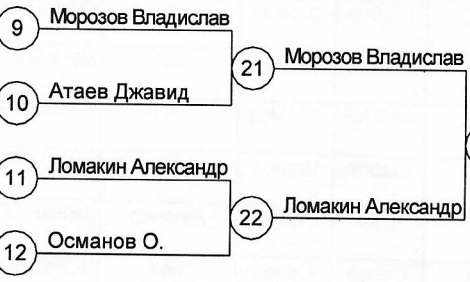 9 Морозов Владислав
21 Морозов Владислав
10 Атаев Джавид
11 Ломакин Александр
22 Ломакин Александр
12 Османов О.